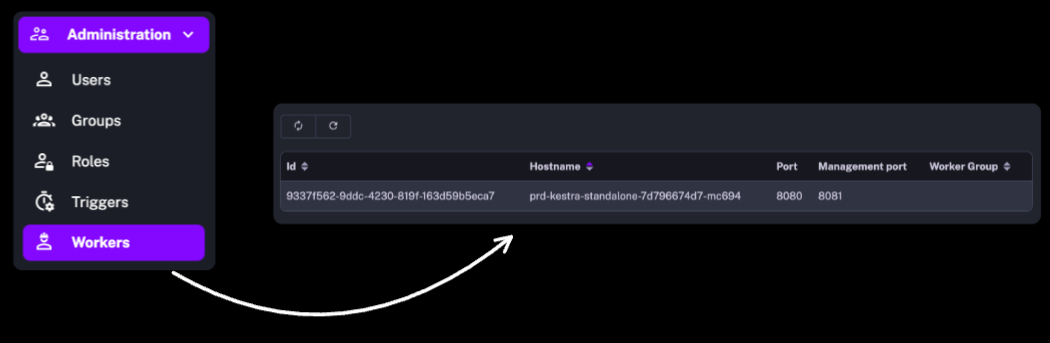 Administration
Users
Groups
Roles
Triggers
Workers
Id Hostname Port Management port Worker Group
9337f562-9ddc-4230-819f-163d59b5eca7 prd-kestra-standalone-7d796674d7-mc694 8080 8081